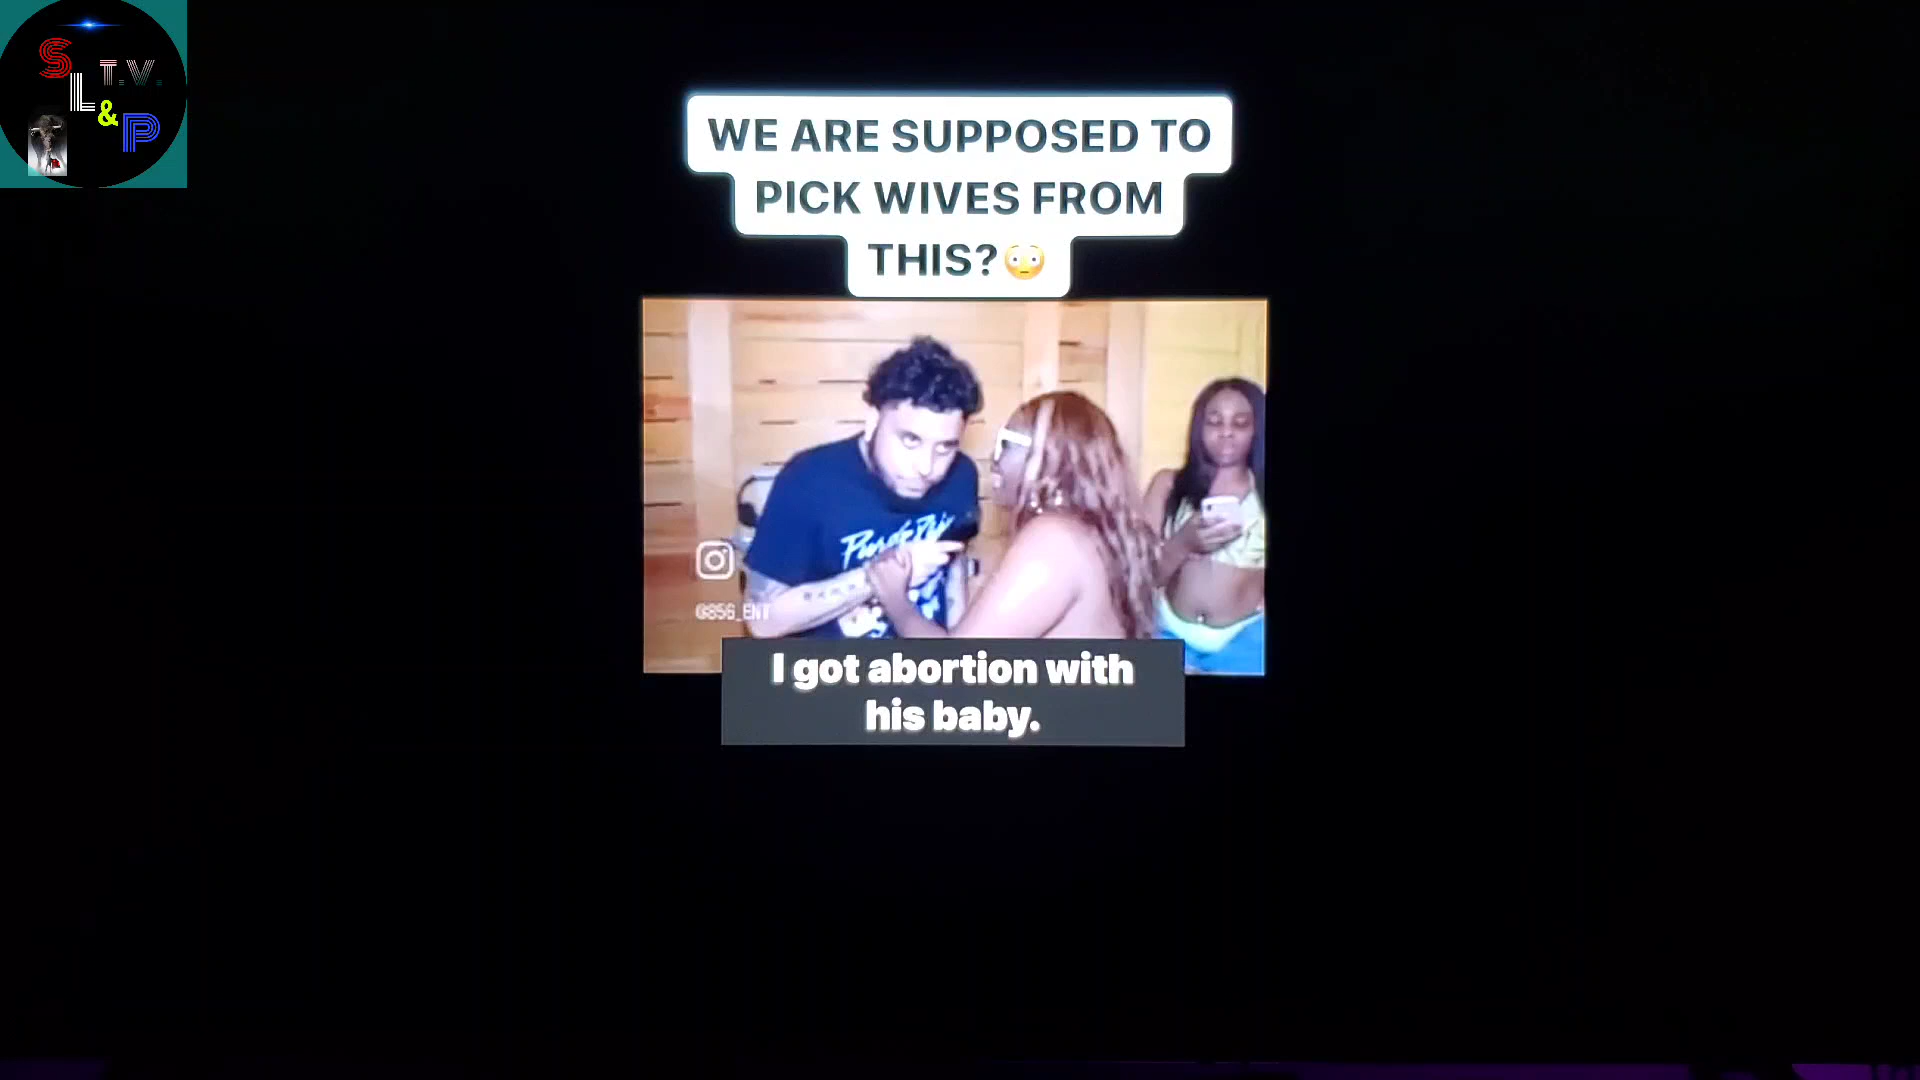 S
T.V.
L
&
P
WE ARE SUPPOSED TO
PICK WIVES FROM
THIS?😳
@856_ENT
I got abortion with
his baby.